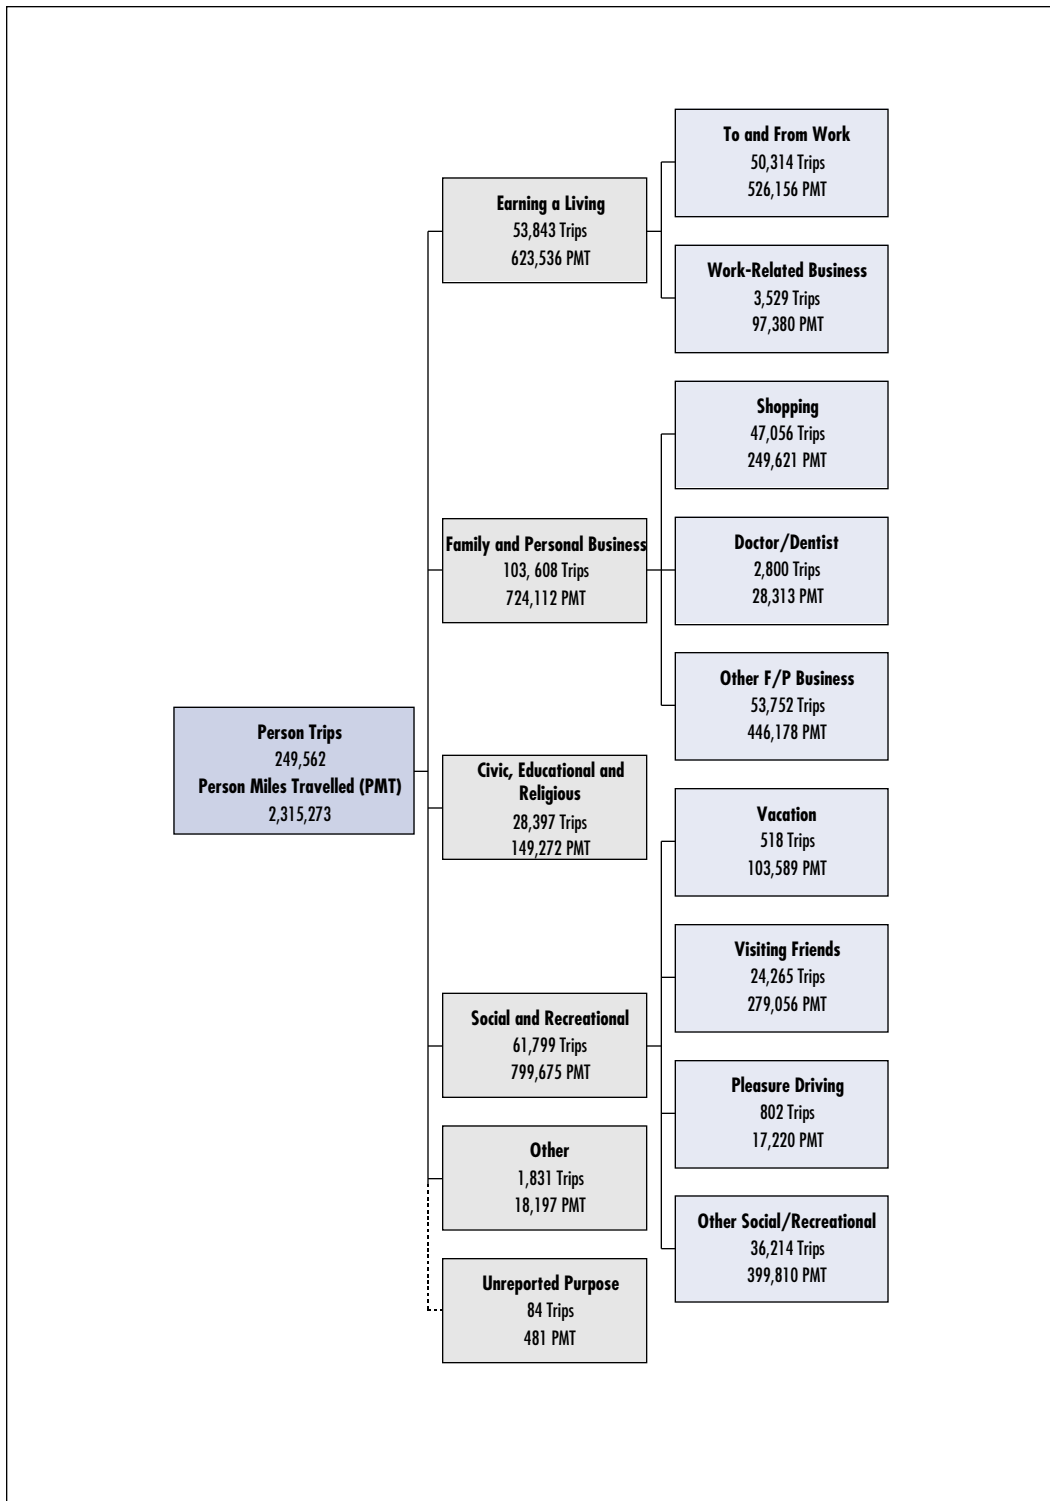 Person Trips
249,562
Person Miles Travelled (PMT)
2,315,273
Earning a Living
53,843 Trips
623,536 PMT
To and From Work
50,314 Trips
526,156 PMT
Work-Related Business
3,529 Trips
97,380 PMT
Family and Personal Business
103, 608 Trips
724,112 PMT
Shopping
47,056 Trips
249,621 PMT
Doctor/Dentist
2,800 Trips
28,313 PMT
Other F/P Business
53,752 Trips
446,178 PMT
Civic, Educational and
Religious
28,397 Trips
149,272 PMT
Social and Recreational
61,799 Trips
799,675 PMT
Vacation
518 Trips
103,589 PMT
Visiting Friends
24,265 Trips
279,056 PMT
Pleasure Driving
802 Trips
17,220 PMT
Other Social/Recreational
36,214 Trips
399,810 PMT
Other
1,831 Trips
18,197 PMT
Unreported Purpose
84 Trips
481 PMT